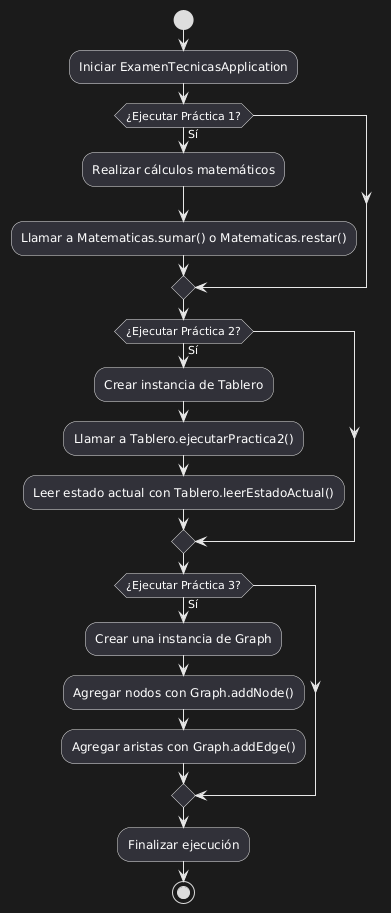 Iniciar ExamenTecnicasApplication
¿Ejecutar Práctica 1?
Sí
Realizar cálculos matemáticos
Llamar a Matematicas.sumar() o Matematicas.restar()
¿Ejecutar Práctica 2?
Sí
Crear instancia de Tablero
Llamar a Tablero.ejecutarPractica2()
Leer estado actual con Tablero.leerEstadoActual()
¿Ejecutar Práctica 3?
Sí
Crear una instancia de Graph
Agregar nodos con Graph.addNode()
Agregar aristas con Graph.addEdge()
Finalizar ejecución